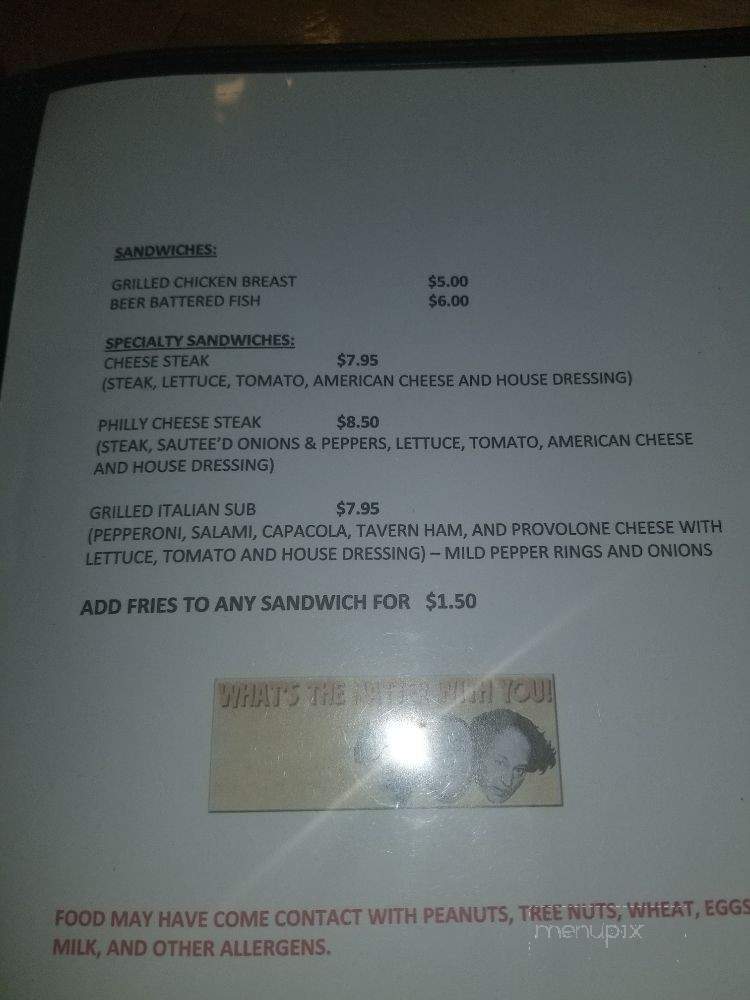 SANDWICHES:
GRILLED CHICKEN BREAST $5.00
BEER BATTERED FISH $6.00
SPECIALTY SANDWICHES:
CHEESE STEAK $7.95
(STEAK, LETTUCE, TOMATO, AMERICAN CHEESE AND HOUSE DRESSING)
PHILLY CHEESE STEAK $8.50
(STEAK, SAUTEE'D ONIONS & PEPPERS, LETTUCE, TOMATO, AMERICAN CHEESE
AND HOUSE DRESSING)
GRILLED ITALIAN SUB $7.95
(PEPPERONI, SALAMI, CAPACOLA, TAVERN HAM, AND PROVOLONE CHEESE WITH
LETTUCE, TOMATO AND HOUSE DRESSING) – MILD PEPPER RINGS AND ONIONS
ADD FRIES TO ANY SANDWICH FOR $1.50
WHAT'S THE MATTER WITH YOU!
FOOD MAY HAVE COME CONTACT WITH PEANUTS, TREE NUTS, WHEAT, EGGS
MILK, AND OTHER ALLERGENS.
menupix